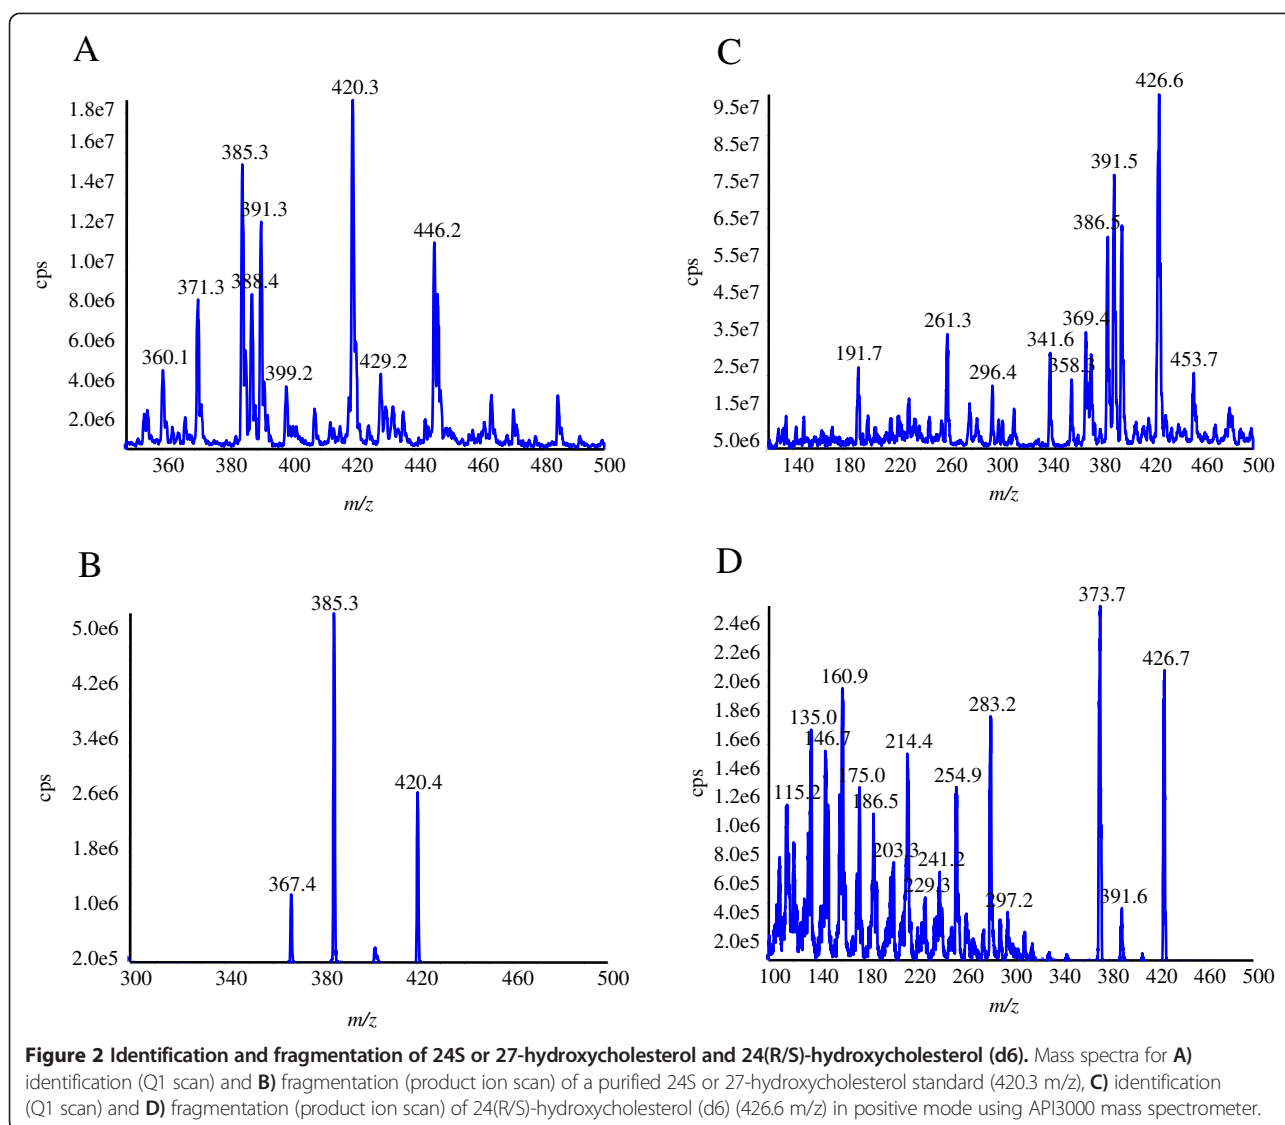 A
420.3
1.8e7
1.6e7
385.3
1.4e7
391.3
1.2e7
446.2
1.0e7
cps
371.3
388.4
8.0e6
6.0e6
360.1
429.2
399.2
4.0e6
2.0e6
360 380 400 420 440 460 480 500
m/z
C
426.6
9.5e7
8.5e7
391.5
7.5e7
386.5
6.5e7
5.5e7
cps
4.5e7
261.3
369.4
3.5e7
341.6
191.7
358.3
2.5e7
296.4
453.7
1.5e7
5.0e6
140 180 220 260 300 340 380 420 460 500
m/z
B
385.3
5.0e6
4.2e6
3.4e6
cps
420.4
2.6e6
1.8e6
367.4
1.0e6
2.0e5
300 340 380 420 460 500
m/z
D
373.7
2.4e6
426.7
2.2e6
160.9
2.0e6
283.2
1.8e6
135.0
146.7
1.6e6
214.4
1.4e6
175.0
254.9
cps
115.2
186.5
1.2e6
1.0e6
203.3
241.2
8.0e5
229.3
297.2
391.6
6.0e5
4.0e5
2.0e5
100 140 180 220 260 300 340 380 420 460 500
m/z
Figure 2 Identification and fragmentation of 24S or 27-hydroxycholesterol and 24(R/S)-hydroxycholesterol (d6). Mass spectra for A)
identification (Q1 scan) and B) fragmentation (product ion scan) of a purified 24S or 27-hydroxycholesterol standard (420.3 m/z), C) identification
(Q1 scan) and D) fragmentation (product ion scan) of 24(R/S)-hydroxycholesterol (d6) (426.6 m/z) in positive mode using API3000 mass spectrometer.